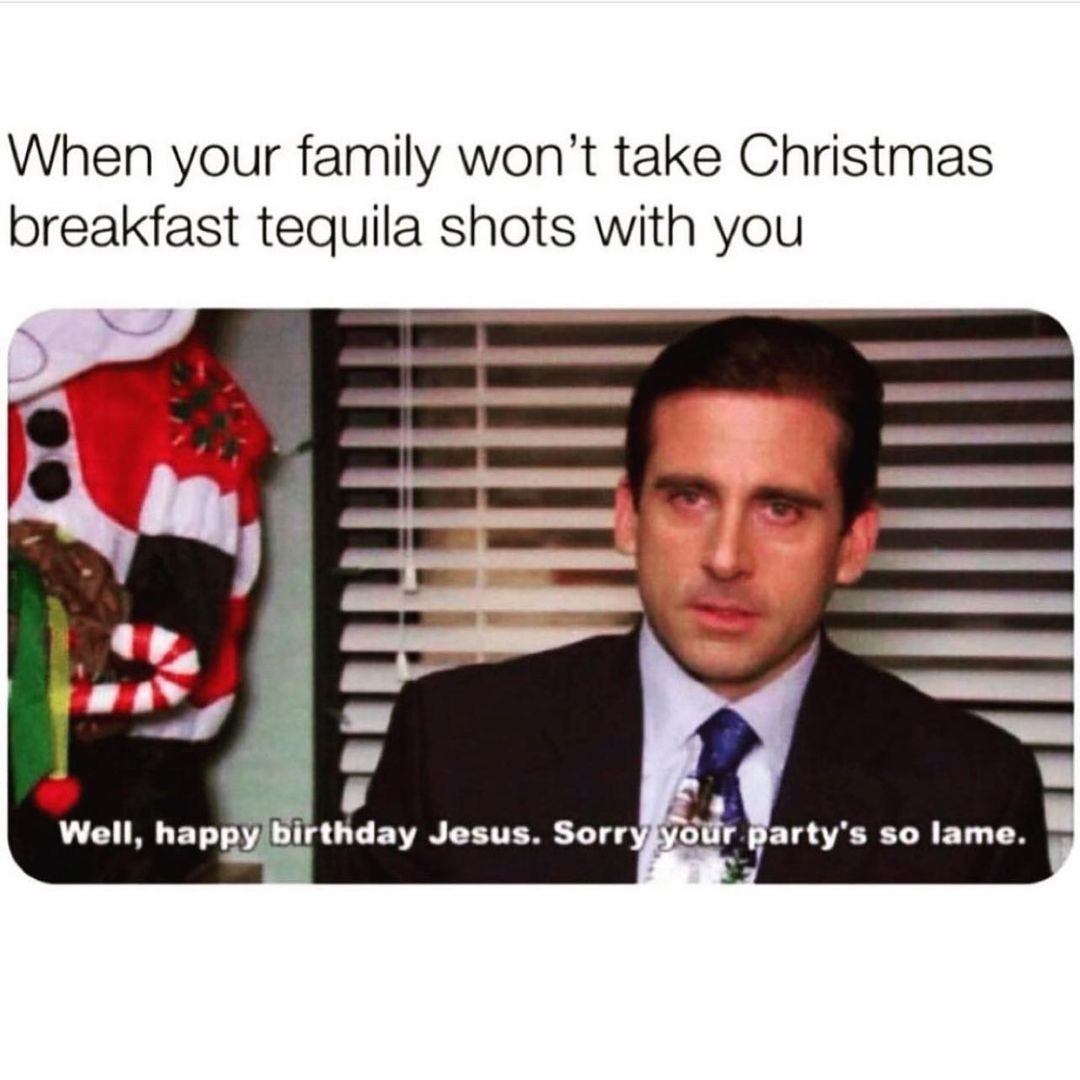 When your family won’t take Christmas
breakfast tequila shots with you
Well, happy birthday Jesus. Sorry your party's so lame.